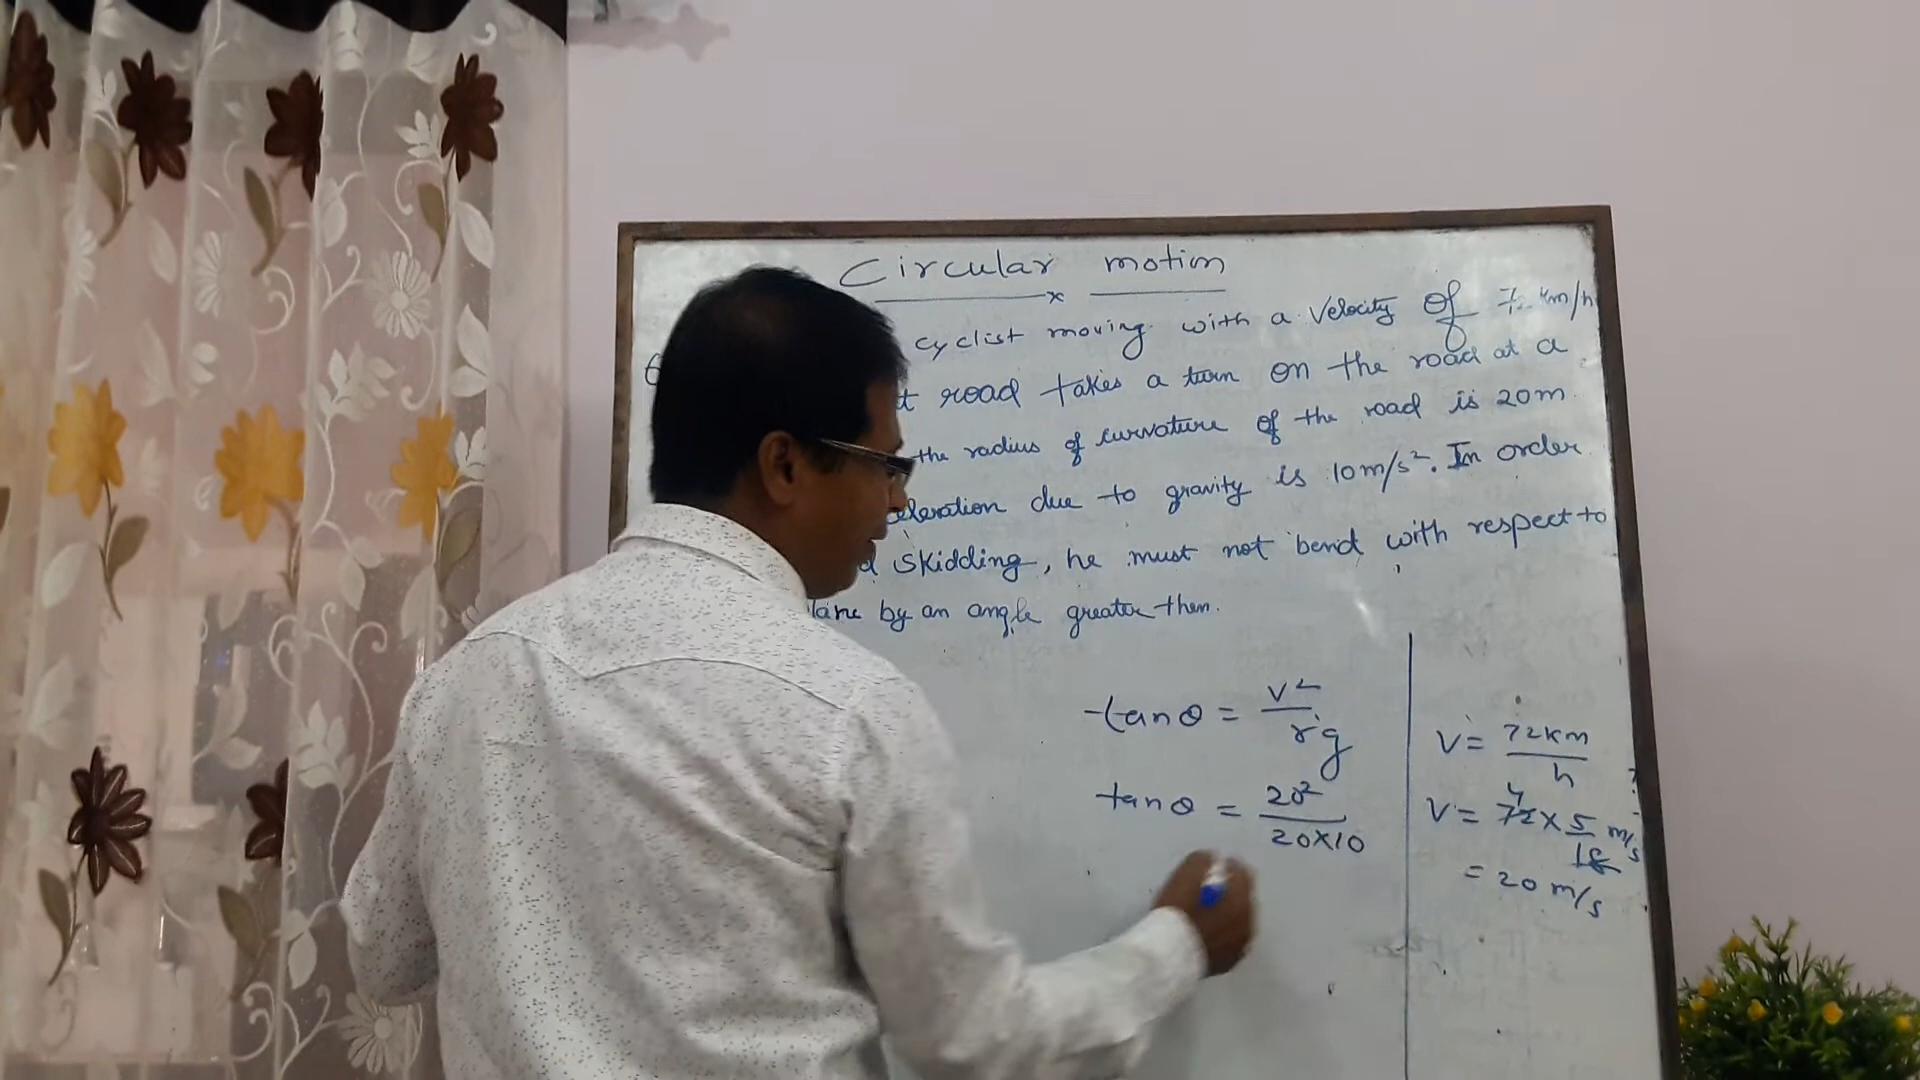 Circular motion
x
cyclist moving with a velocity of 7 km/h
t road takes a turn on the road at a
the radius of curvature of the road is 20m
eleration due to gravity is 10m/s². In order
d skidding, he must not bend with respect to
lane by an angle greater then.
tanθ = v²/rg
tanθ = 20²/20×10
V = 72km/h
V = 72 4 × 5/18 m/s
= 20 m/s